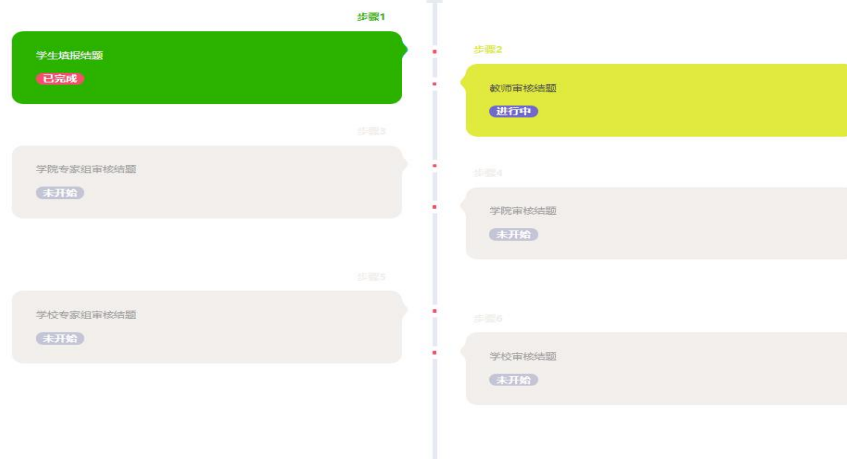 步骤1
学生填报结题
已完成
步骤2
教师审核结题
进行中
步骤3
学院专家组审核结题
未开始
步骤4
学院审核结题
未开始
步骤5
学校专家组审核结题
未开始
步骤6
学校审核结题
未开始